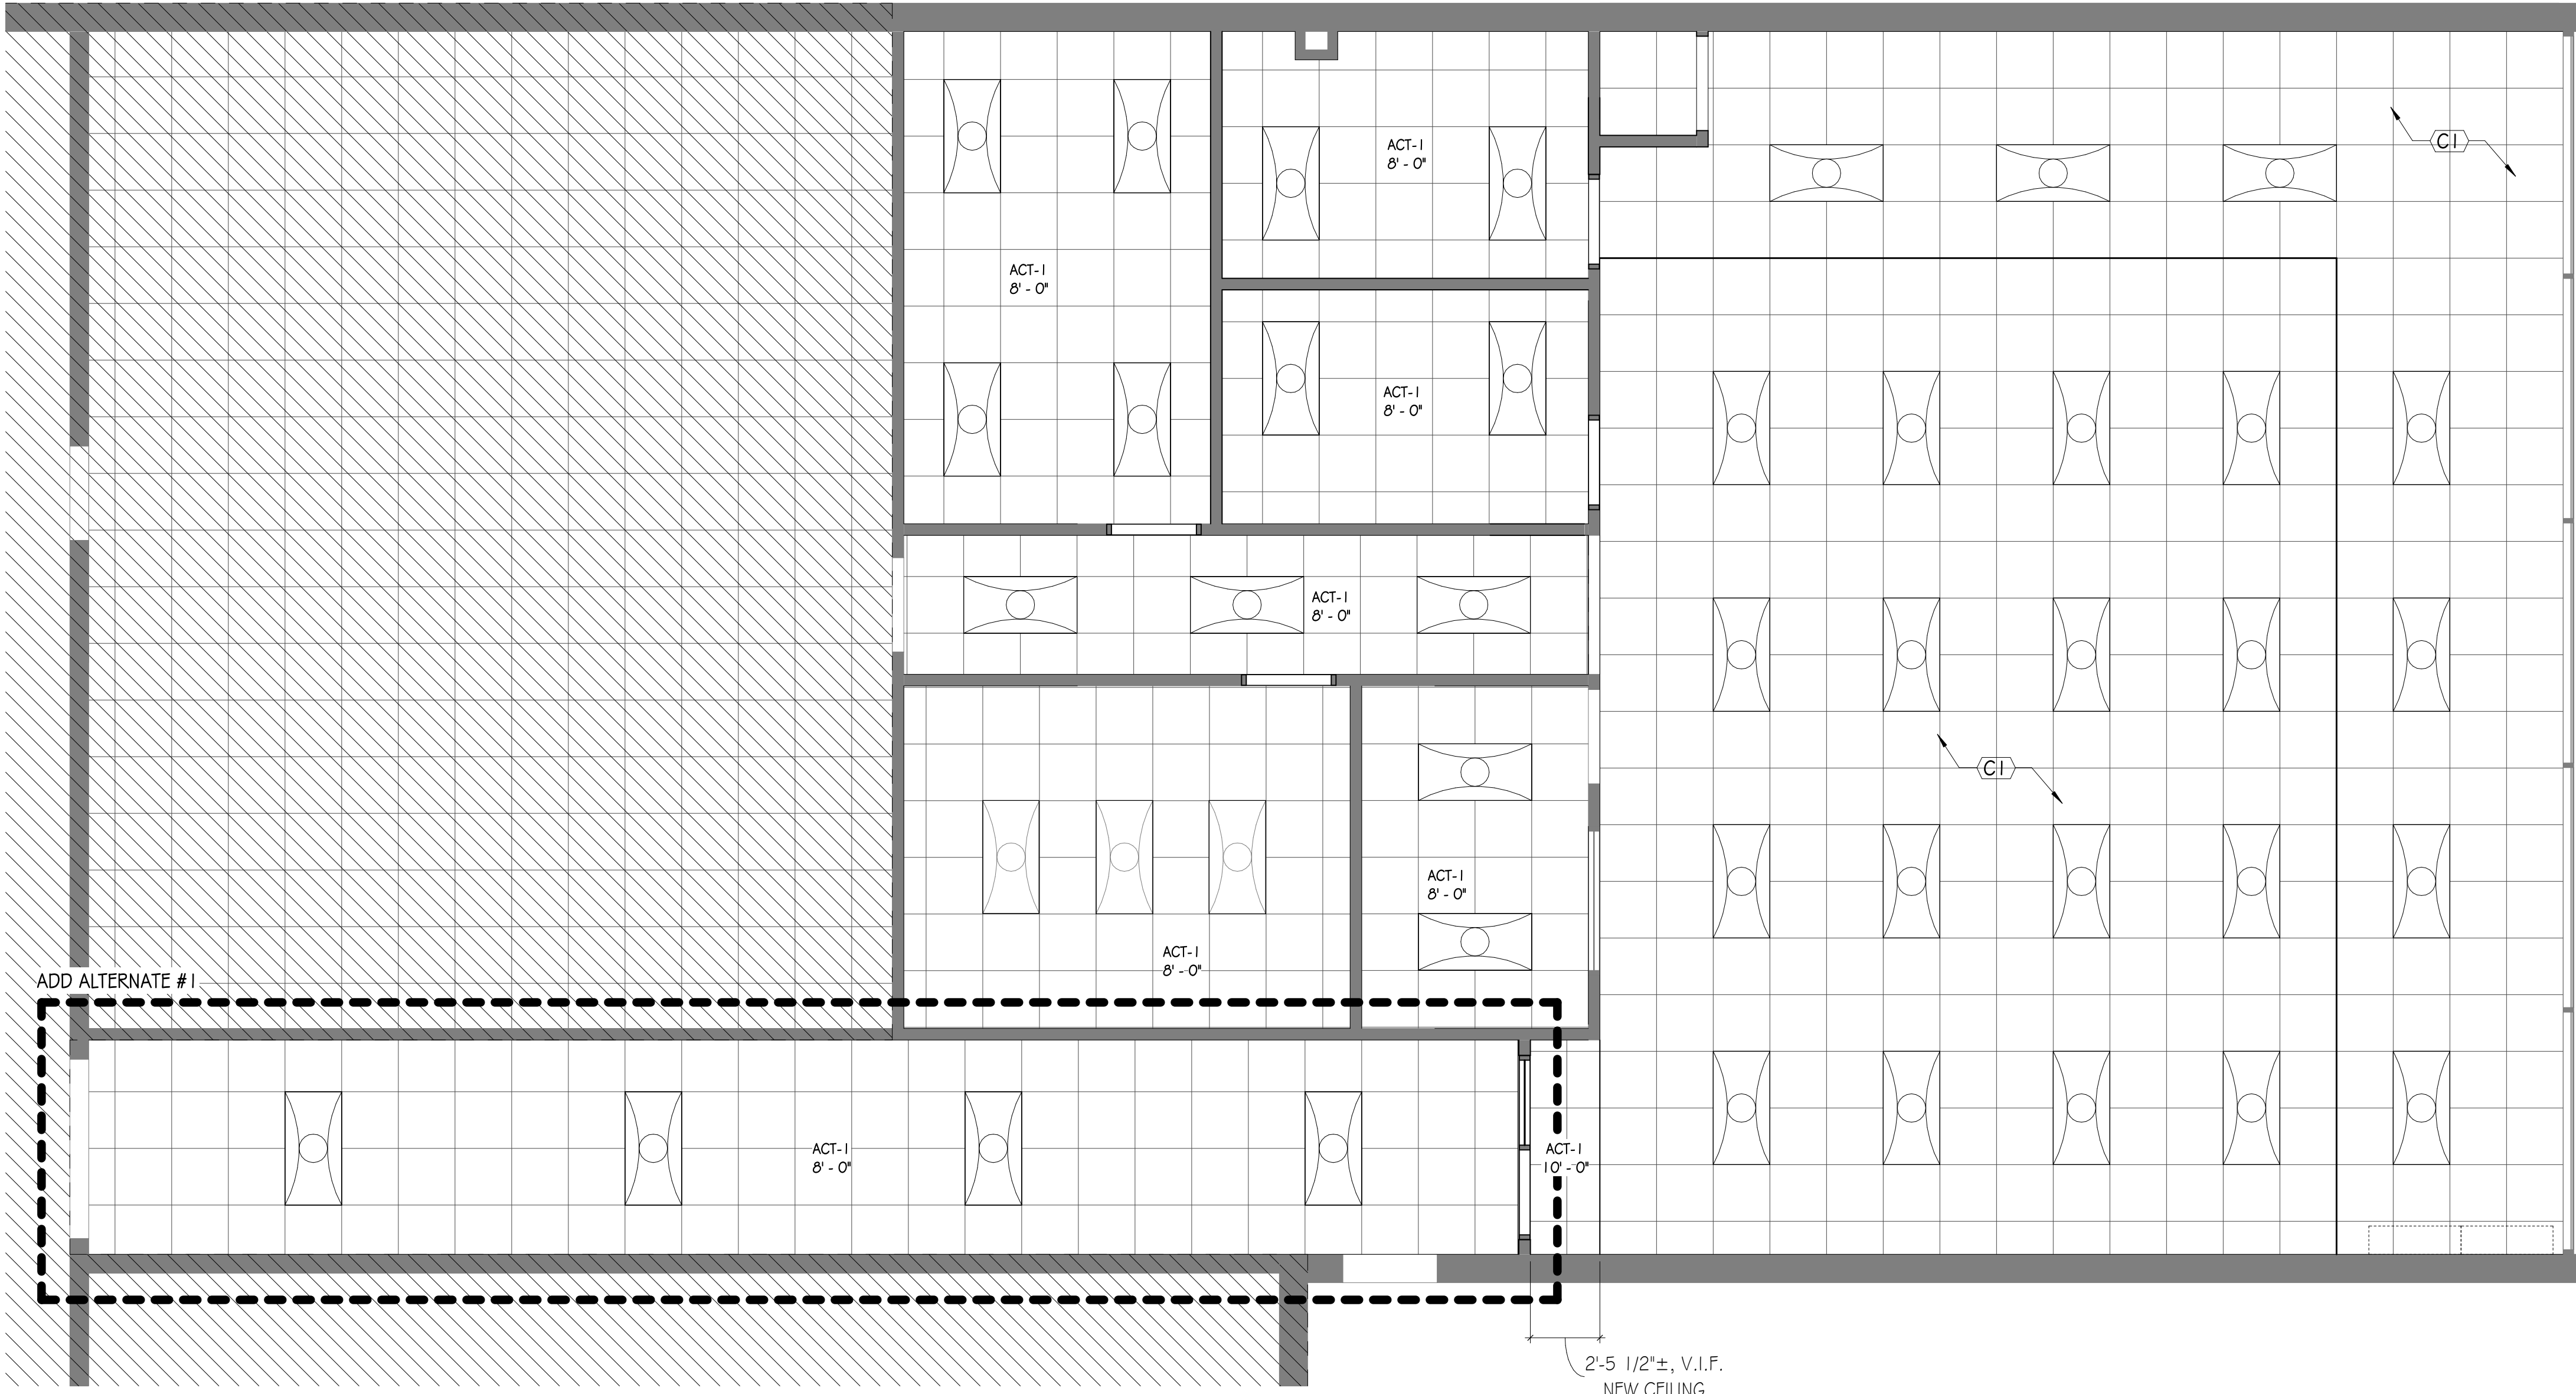 C1
ACT-1
8' - 0"
ACT-1
8' - 0"
ACT-1
8' - 0"
ACT-1
8' - 0"
C1
ACT-1
8' - 0"
ACT-1
8' - 0"
ADD ALTERNATE #1
ACT-1
8' - 0"
ACT-1
10' - 0"
2'-5 1/2"±, V.I.F.
NEW CEILING